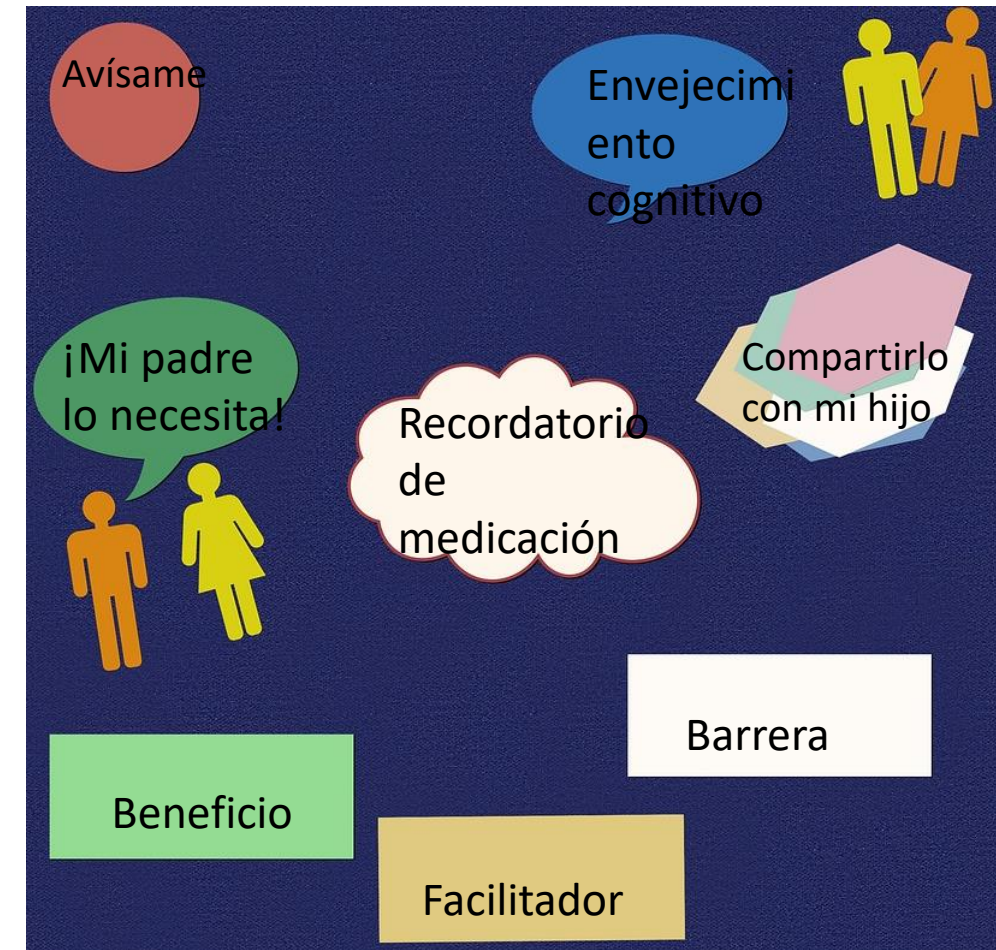 Avísame
Envejecimi
ento
cognitivo
¡Mi padre
lo necesita!
Compartirlo
con mi hijo
Recordatorio
de
medicación
Barrera
Beneficio
Facilitador